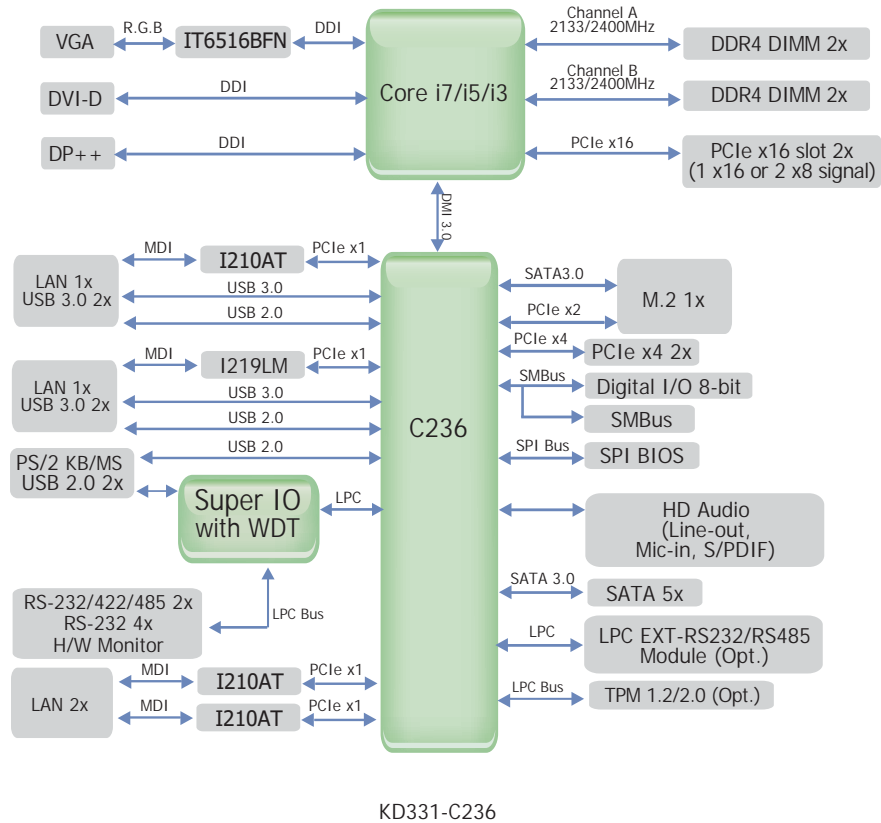 VGA
R.G.B
IT6516BFN
DDI
DVI-D
DDI
DP++
DDI
Core i7/i5/i3
Channel A
2133/2400MHz
DDR4 DIMM 2x
Channel B
2133/2400MHz
DDR4 DIMM 2x
PCIe x16
PCIe x16 slot 2x
(1 x16 or 2 x8 signal)
DMI 3.0
LAN 1x
USB 3.0 2x
MDI
I210AT
PCIe x1
USB 3.0
USB 2.0
LAN 1x
USB 3.0 2x
MDI
I219LM
PCIe x1
USB 3.0
USB 2.0
PS/2 KB/MS
USB 2.0 2x
USB 2.0
Super IO
with WDT
LPC
RS-232/422/485 2x
RS-232 4x
H/W Monitor
LPC Bus
LAN 2x
MDI
I210AT
PCIe x1
MDI
I210AT
PCIe x1
C236
SATA3.0
PCIe x2
M.2 1x
PCIe x4
PCIe x4 2x
SMBus
Digital I/O 8-bit
SMBus
SPI Bus
SPI BIOS
HD Audio
(Line-out,
Mic-in, S/PDIF)
SATA 3.0
SATA 5x
LPC
LPC EXT-RS232/RS485
Module (Opt.)
LPC Bus
TPM 1.2/2.0 (Opt.)
KD331-C236